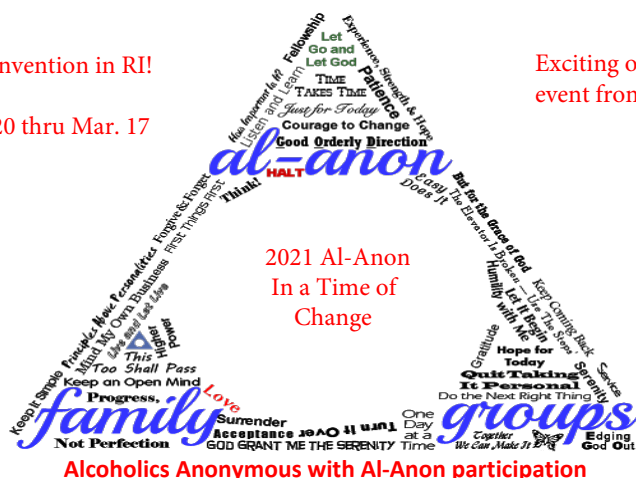 nvention in RI!
20 thru Mar. 17
Exciting o
event from
Fellowship
Let
Go and
Let God
Experience, Strength & Hope
How Important Is It?
Listen and Learn
TIME
TAKES TIME
Patience
Just for Today
Courage to Change
Good Orderly Direction
al-anon
HALT
Think!
Easy
Does It
But for the Grace of God
The Elevator Is Broken — Use The Steps
Forgive & Forget
First Things First
2021 Al-Anon
In a Time of
Change
Principles Above Personalities
Mind My Own Business
Live and Let Live
Higher
Power
Humility with Me
Let It Begin
Keep Coming Back
Gratitude
This
Too Shall Pass
Keep It Simple
Keep an Open Mind
Progress,
Love
family
Not Perfection
Hope for
Today
Quit Taking
It Personal
Do the Next Right Thing
Serenity
Service
groups
Surrender
Acceptance
Turn It Over
GOD GRANT ME THE SERENITY
One
Day
at a
Time
Together
We Can Make It
Edging
God Out
Alcoholics Anonymous with Al-Anon participation